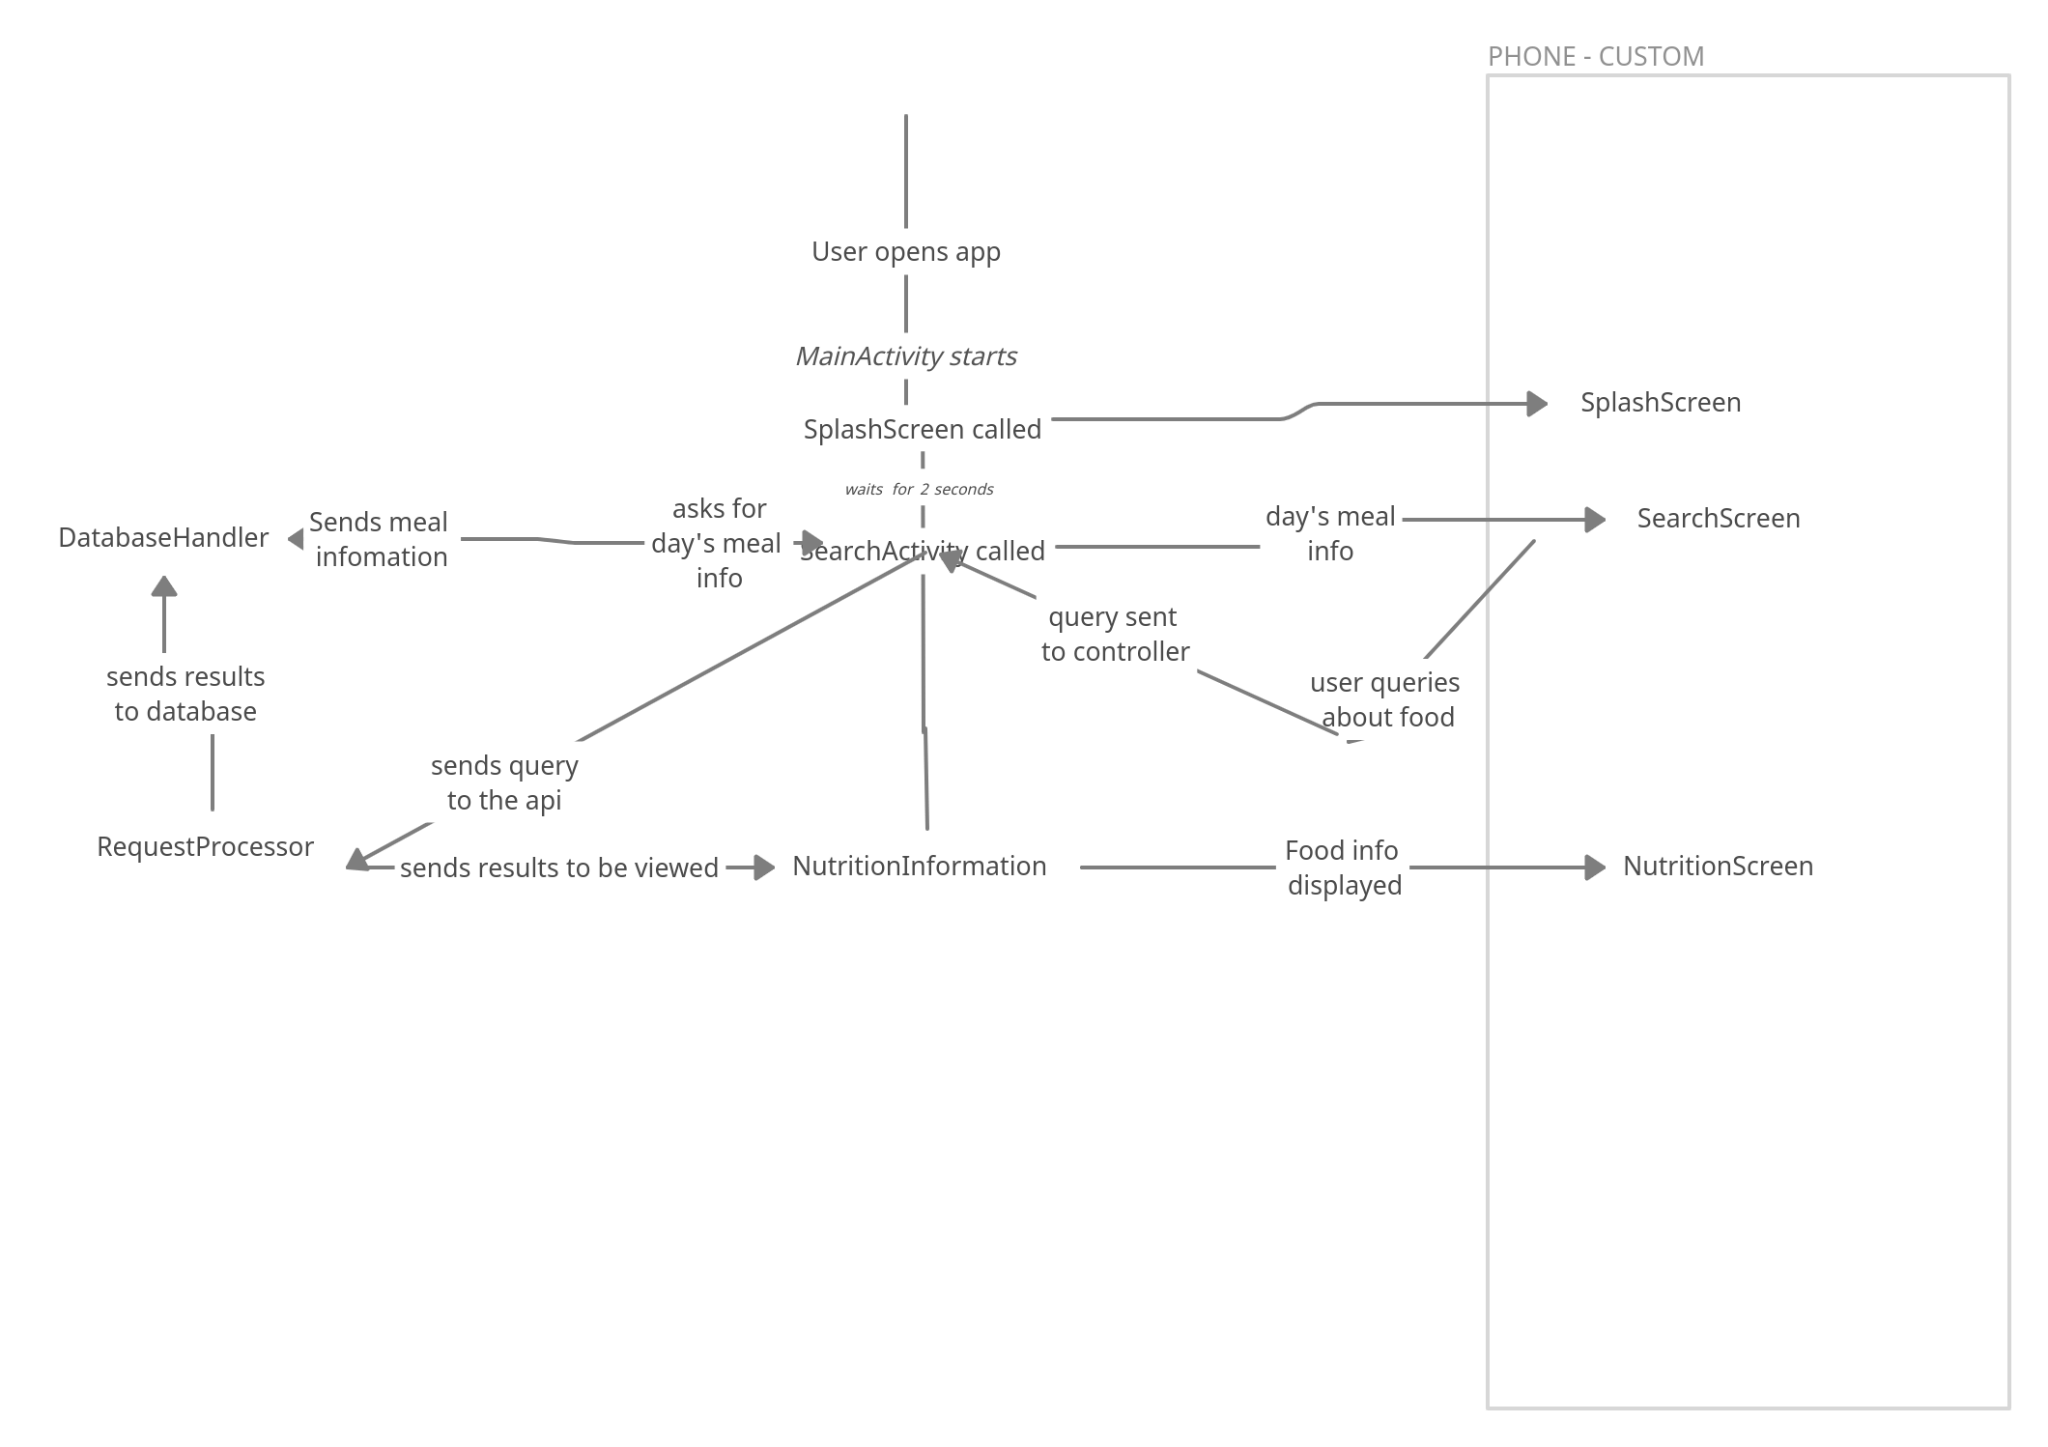 PHONE - CUSTOM
User opens app
MainActivity starts
SplashScreen called
SplashScreen
waits for 2 seconds
DatabaseHandler
Sends meal
infomation
asks for
day's meal
info
SearchActivity called
day's meal
info
SearchScreen
query sent
to controller
user queries
about food
sends results
to database
sends query
to the api
RequestProcessor
sends results to be viewed
NutritionInformation
Food info
displayed
NutritionScreen